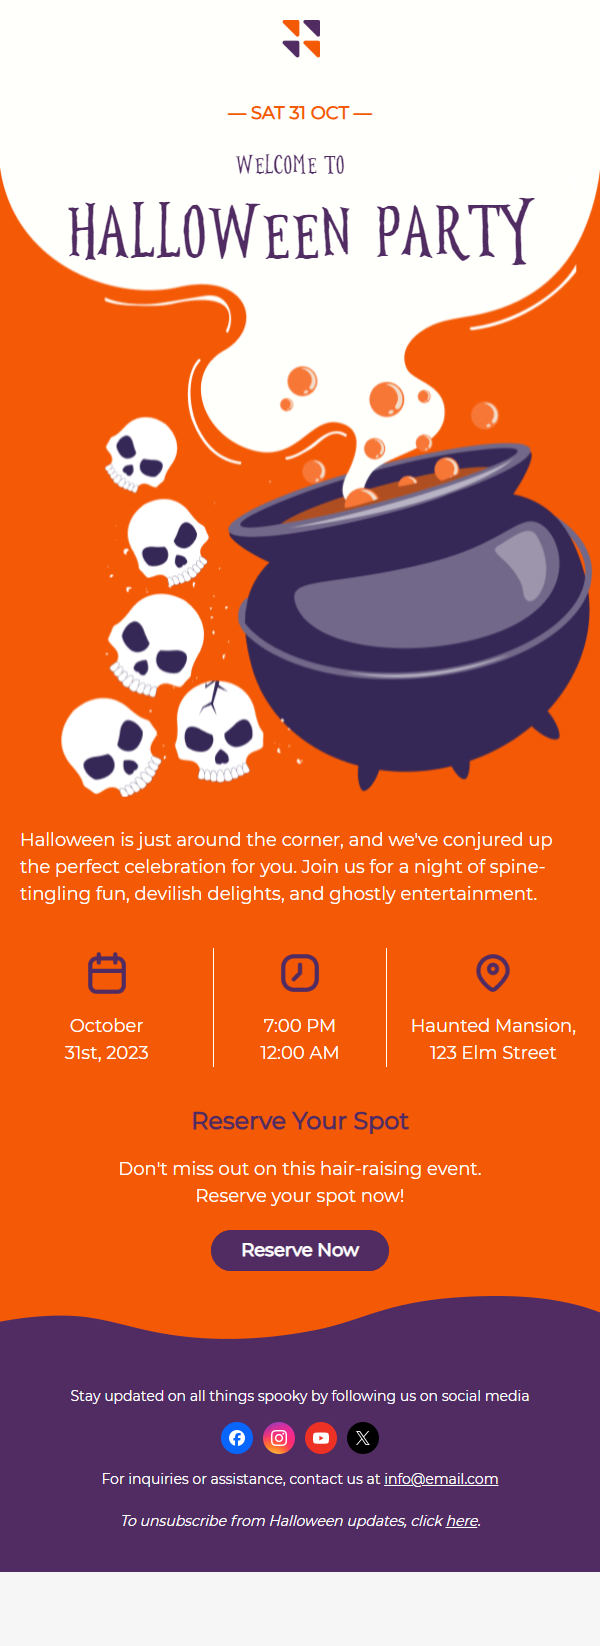 — SAT 31 OCT —
WELCOME TO
HALLOWEEN PARTY
Halloween is just around the corner, and we've conjured up
the perfect celebration for you. Join us for a night of spine-
tingling fun, devilish delights, and ghostly entertainment.
October
31st, 2023
7:00 PM
12:00 AM
Haunted Mansion,
123 Elm Street
Reserve Your Spot
Don't miss out on this hair-raising event.
Reserve your spot now!
Reserve Now
Stay updated on all things spooky by following us on social media
For inquiries or assistance, contact us at info@email.com
To unsubscribe from Halloween updates, click here.